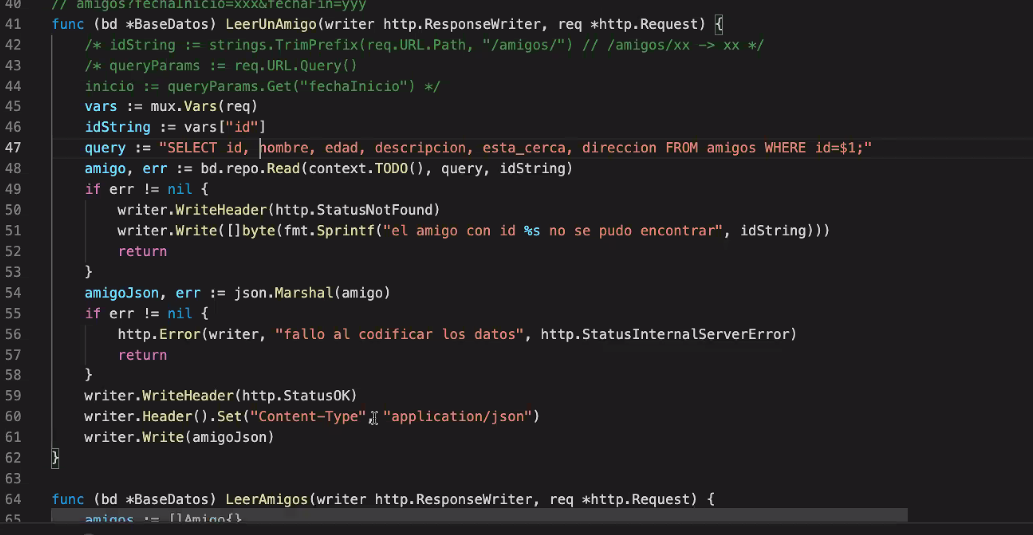 40 // amigos?fechaInicio=xxx&fechaFin=yyy
41 func (bd *BaseDatos) LeerUnAmigo(writer http.ResponseWriter, req *http.Request) {
42 /* idString := strings.TrimPrefix(req.URL.Path, "/amigos/") // /amigos/xx -> xx */
43 /* queryParams := req.URL.Query()
44 inicio := queryParams.Get("fechaInicio") */
45 vars := mux.Vars(req)
46 idString := vars["id"]
47 query := "SELECT id, nombre, edad, descripcion, esta_cerca, direccion FROM amigos WHERE id=$1;"
48 amigo, err := bd.repo.Read(context.TODO(), query, idString)
49 if err != nil {
50 writer.WriteHeader(http.StatusNotFound)
51 writer.Write([]byte(fmt.Sprintf("el amigo con id %s no se pudo encontrar", idString)))
52 return
53 }
54 amigoJson, err := json.Marshal(amigo)
55 if err != nil {
56 http.Error(writer, "fallo al codificar los datos", http.StatusInternalServerError)
57 return
58 }
59 writer.WriteHeader(http.StatusOK)
60 writer.Header().Set("Content-Type", "application/json")
61 writer.Write(amigoJson)
62 }
63
64 func (bd *BaseDatos) LeerAmigos(writer http.ResponseWriter, req *http.Request) {
65 amigos := []Amigo{}